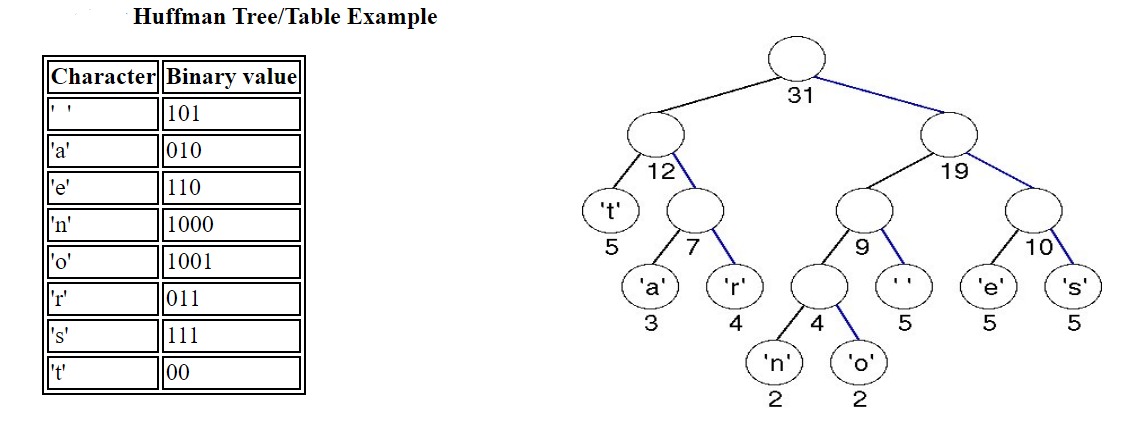 Huffman Tree/Table Example
Character Binary value
' ' 101
'a' 010
'e' 110
'n' 1000
'o' 1001
'r' 011
's' 111
't' 00
31
12 19
't'
5 7 9 10
'a' 'r' ' ' 'e' 's'
3 4 4 5 5 5
'n' 'o'
2 2